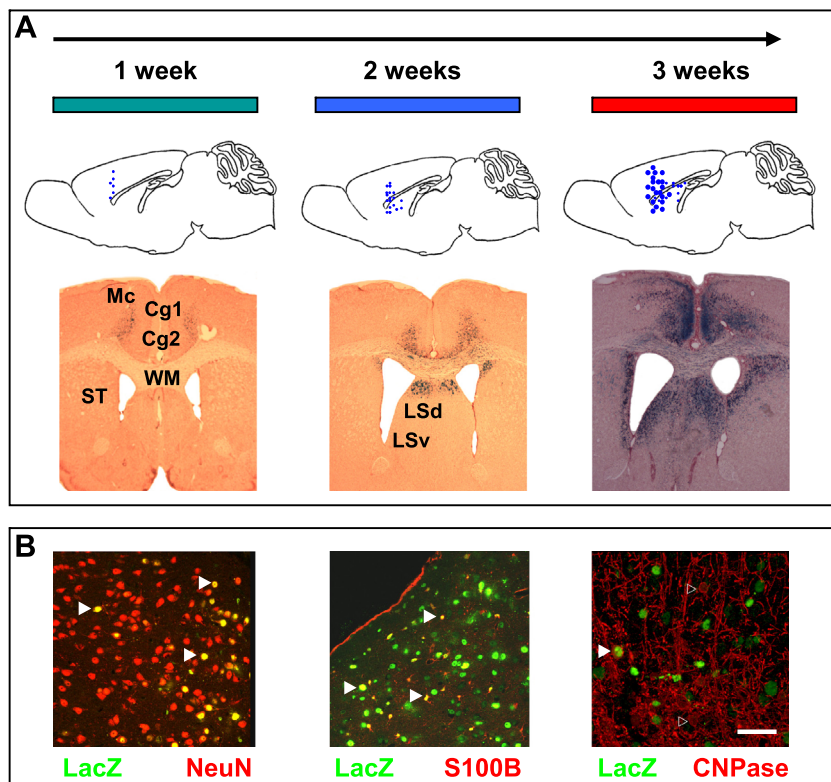 A
1 week 2 weeks 3 weeks
Mc
Cg1
Cg2
WM
ST
LSd
LSv
B
LacZ NeuN LacZ S100B LacZ CNPase